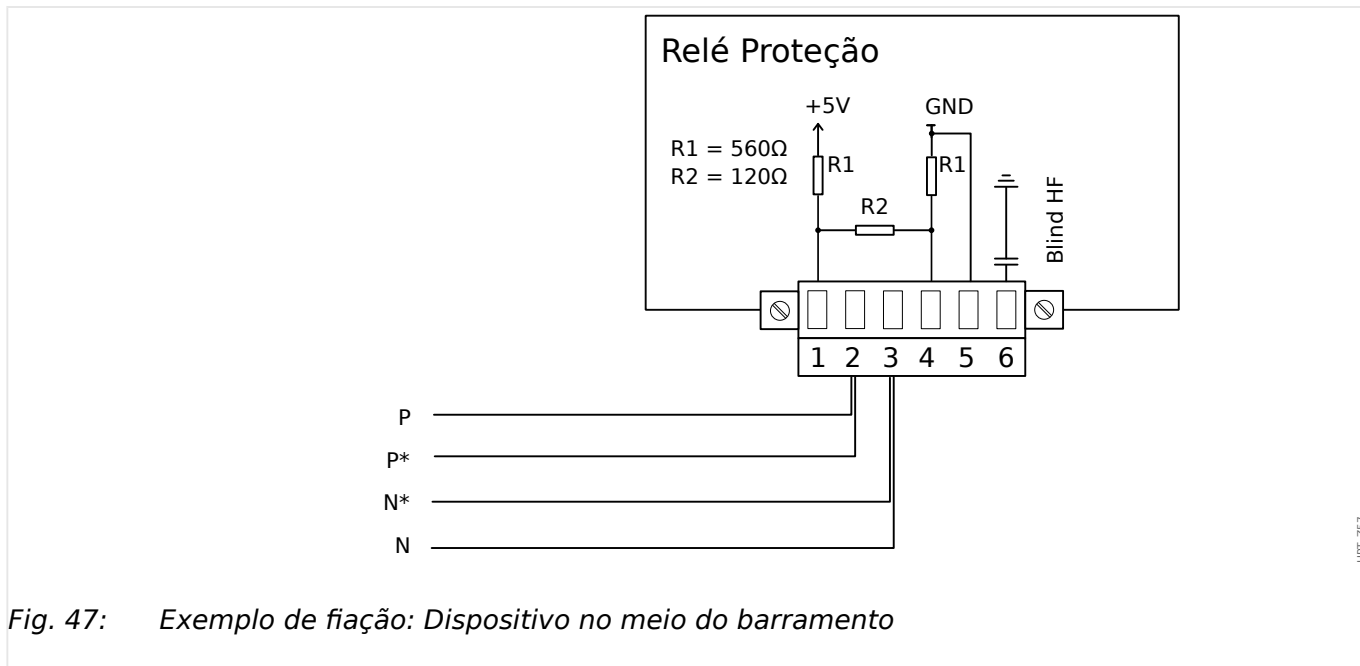 Relé Proteção
+5V
GND
R1 = 560Ω
R2 = 120Ω
R1
R1
R2
Blind HF
1 2 3 4 5 6
P
P*
N*
N
Fig. 47: Exemplo de fiação: Dispositivo no meio do barramento